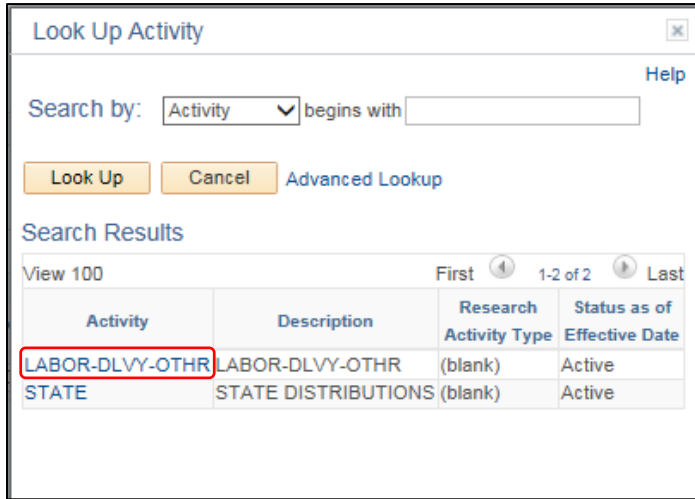 Look Up Activity
Help
Search by: Activity begins with
Look Up Cancel Advanced Lookup
Search Results
View 100 First 1-2 of 2 Last
Activity Description Research Activity Type Status as of Effective Date
LABOR-DLVY-OTHR LABOR-DLVY-OTHR (blank) Active
STATE STATE DISTRIBUTIONS (blank) Active